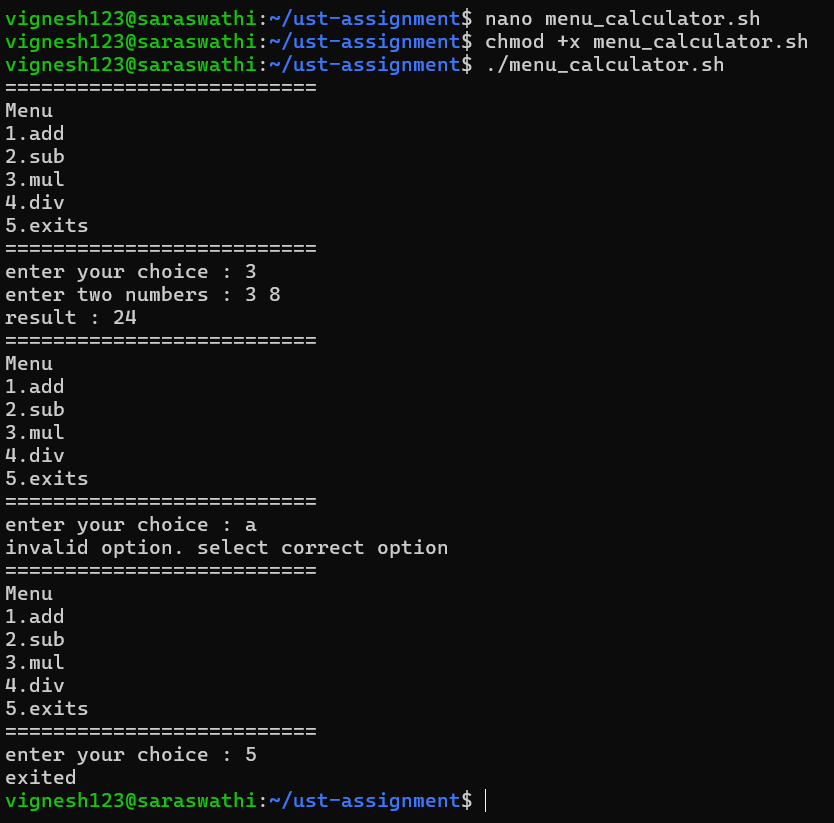 vignesh123@saraswathi:~/ust-assignment$ nano menu_calculator.sh
vignesh123@saraswathi:~/ust-assignment$ chmod +x menu_calculator.sh
vignesh123@saraswathi:~/ust-assignment$ ./menu_calculator.sh
==========================
Menu
1.add
2.sub
3.mul
4.div
5.exits
==========================
enter your choice : 3
enter two numbers : 3 8
result : 24
==========================
Menu
1.add
2.sub
3.mul
4.div
5.exits
==========================
enter your choice : a
invalid option. select correct option
==========================
Menu
1.add
2.sub
3.mul
4.div
5.exits
==========================
enter your choice : 5
exited
vignesh123@saraswathi:~/ust-assignment$